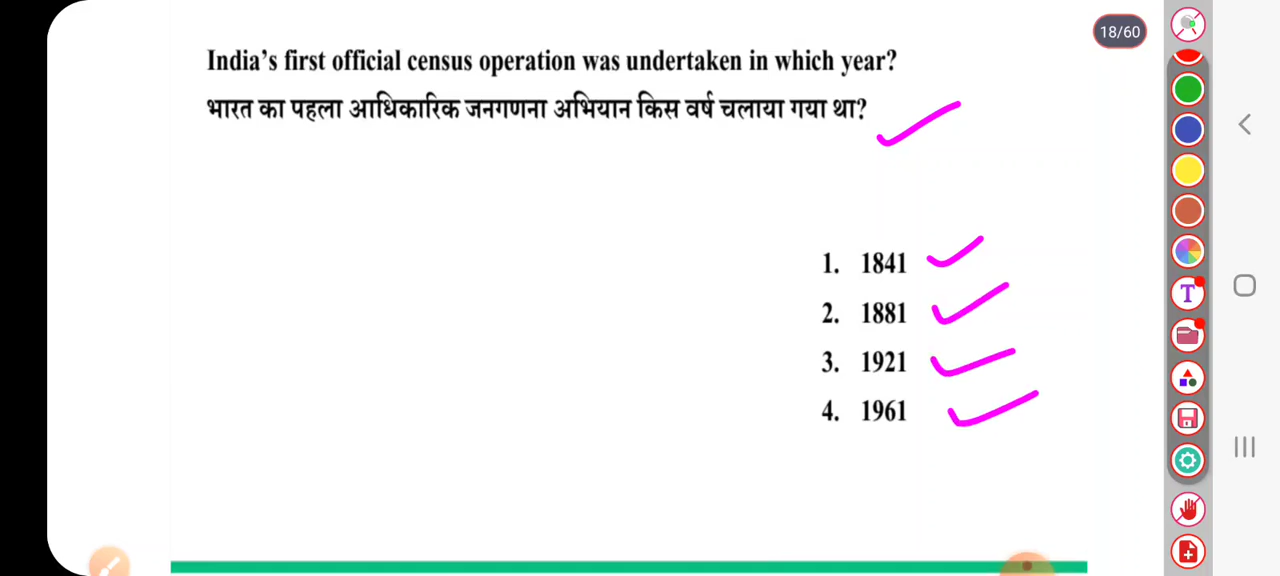 18/60
India's first official census operation was undertaken in which year?
भारत का पहला आधिकारिक जनगणना अभियान किस वर्ष चलाया गया था?
1. 1841
2. 1881
3. 1921
4. 1961
T